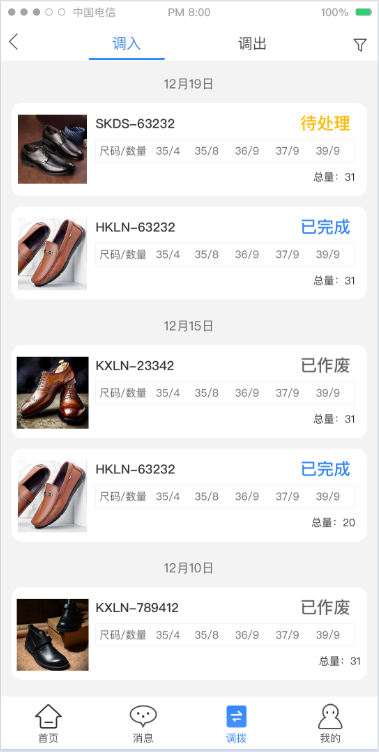 中国电信 PM 8:00 100%
调入 调出
12月19日
SKDS-63232 待处理
尺码/数量 35/4 35/8 36/9 37/9 39/9
总量：31
HKLN-63232 已完成
尺码/数量 35/4 35/8 36/9 37/9 39/9
总量：31
12月15日
KXLN-23342 已作废
尺码/数量 35/4 35/8 36/9 37/9 39/9
总量：31
HKLN-63232 已完成
尺码/数量 35/4 35/8 36/9 37/9 39/9
总量：20
12月10日
KXLN-789412 已作废
尺码/数量 35/4 35/8 36/9 37/9 39/9
总量：31
首页 消息 调拨 我的